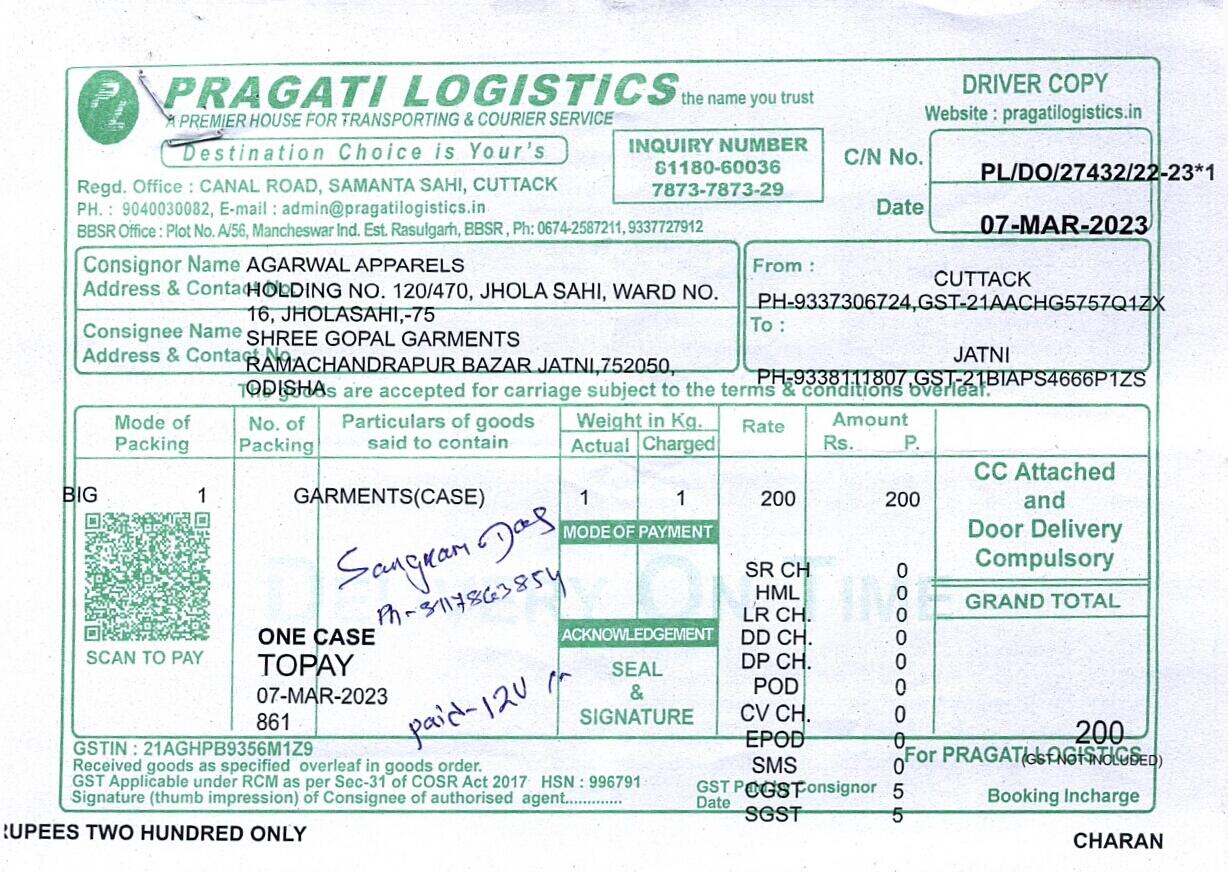 PRAGATI LOGISTICS the name you trust
A PREMIER HOUSE FOR TRANSPORTING & COURIER SERVICE
Destination Choice is Your's
Regd. Office : CANAL ROAD, SAMANTA SAHI, CUTTACK
PH. : 9040030082, E-mail : admin@pragatilogistics.in
BBSR Office : Plot No. A/56, Mancheswar Ind. Est. Rasulgarh, BBSR, Ph: 0674-2587211, 9337727912
INQUIRY NUMBER
81180-60036
7873-7873-29
DRIVER COPY
Website : pragatilogistics.in
C/N No. PL/DO/27432/22-23*1
Date 07-MAR-2023
Consignor Name AGARWAL APPARELS
Address & Contact No. HOLDING NO. 120/470, JHOLA SAHI, WARD NO.
16, JHOLASAHI,-75
Consignee Name SHREE GOPAL GARMENTS
Address & Contact No. RAMACHANDRAPUR BAZAR JATNI,752050,
ODISHA
From :
CUTTACK
PH-9337306724,GST-21AACHG5757Q1ZX
To :
JATNI
PH-9338111807,GST-21BIAPS4666P1ZS
The goods are accepted for carriage subject to the terms & conditions overleaf.
Mode of Packing No. of Packing Particulars of goods said to contain Weight in Kg. Actual Charged Rate Amount Rs. P.
BIG 1 GARMENTS(CASE) 1 1 200 200
CC Attached
and
Door Delivery
Compulsory
GRAND TOTAL
MODE OF PAYMENT
Sangram Das
Ph-
DELIVERY ON TIME
SCAN TO PAY
ONE CASE
TOPAY
07-MAR-2023
861
paid-
ACKNOWLEDGEMENT
SEAL
&
SIGNATURE
SR CH 0
HML 0
LR CH. 0
DD CH. 0
DP CH. 0
POD 0
CV CH. 0
EPOD 0
SMS 0
CGST 5
SGST 5
200
(GST NOT INCLUDED)
For PRAGATI LOGISTICS
Booking Incharge
GSTIN : 21AGHPB9356M1Z9
Received goods as specified overleaf in goods order.
GST Applicable under RCM as per Sec-31 of COSR Act 2017 HSN : 996791
Signature (thumb impression) of Consignee of authorised agent.............
GST Paid by Consignor
Date
RUPEES TWO HUNDRED ONLY
CHARAN